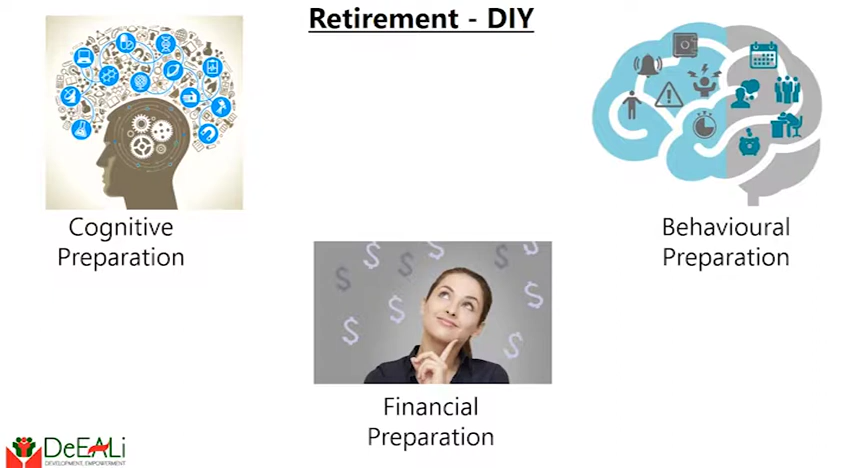 Retirement - DIY
Cognitive
Preparation
Behavioural
Preparation
Financial
Preparation
DeEALi
DEVELOPMENT, EMPOWERMENT